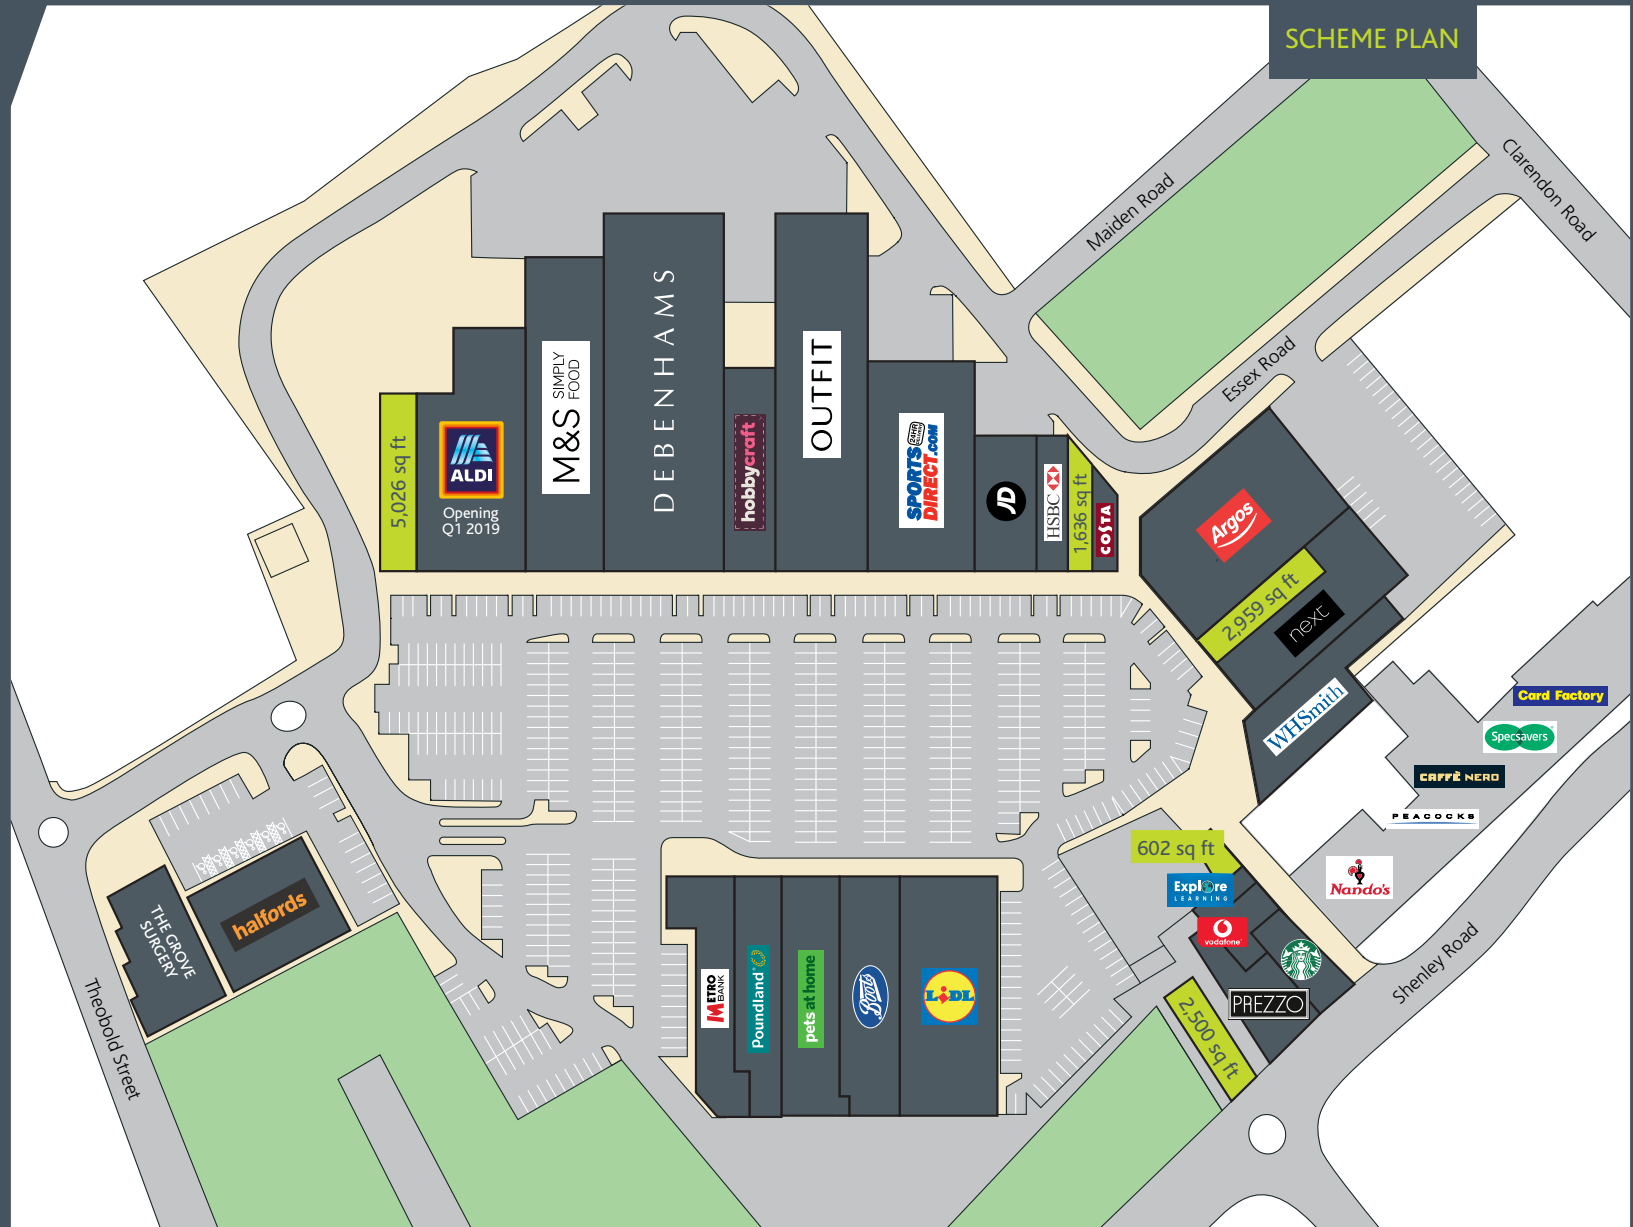 SCHEME PLAN
Maiden Road
Clarendon Road
Essex Road
5,026 sq ft
ALDI
Opening
Q1 2019
M&S SIMPLY
FOOD
DEBENHAMS
hobbycraft
OUTFIT
SPORTS
DIRECT.COM
24HR
JD
HSBC
1,636 sq ft
COSTA
Argos
2,959 sq ft
next
WHSmith
Card Factory
Specsavers
CAFFÈ NERO
PEACOCKS
Nando's
602 sq ft
Explore
LEARNING
vodafone
PREZZO
2,500 sq ft
Shenley Road
THE GROVE
SURGERY
halfords
Theobold Street
METRO
BANK
Poundland
pets at home
Boots
LiDL